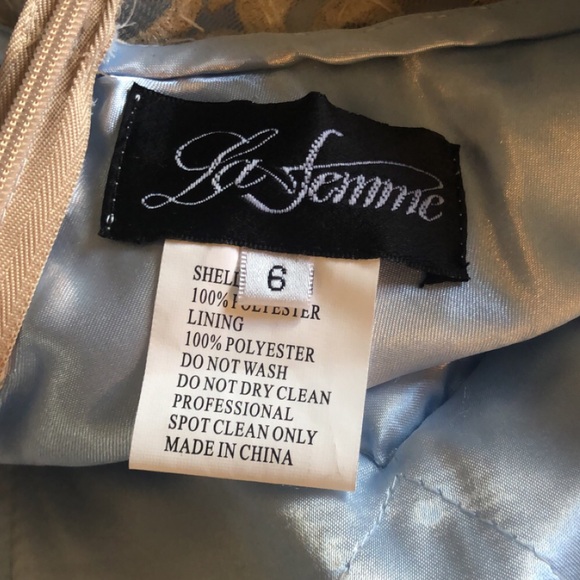 La Femme
6
SHELL
100% POLYESTER
LINING
100% POLYESTER
DO NOT WASH
DO NOT DRY CLEAN
PROFESSIONAL
SPOT CLEAN ONLY
MADE IN CHINA